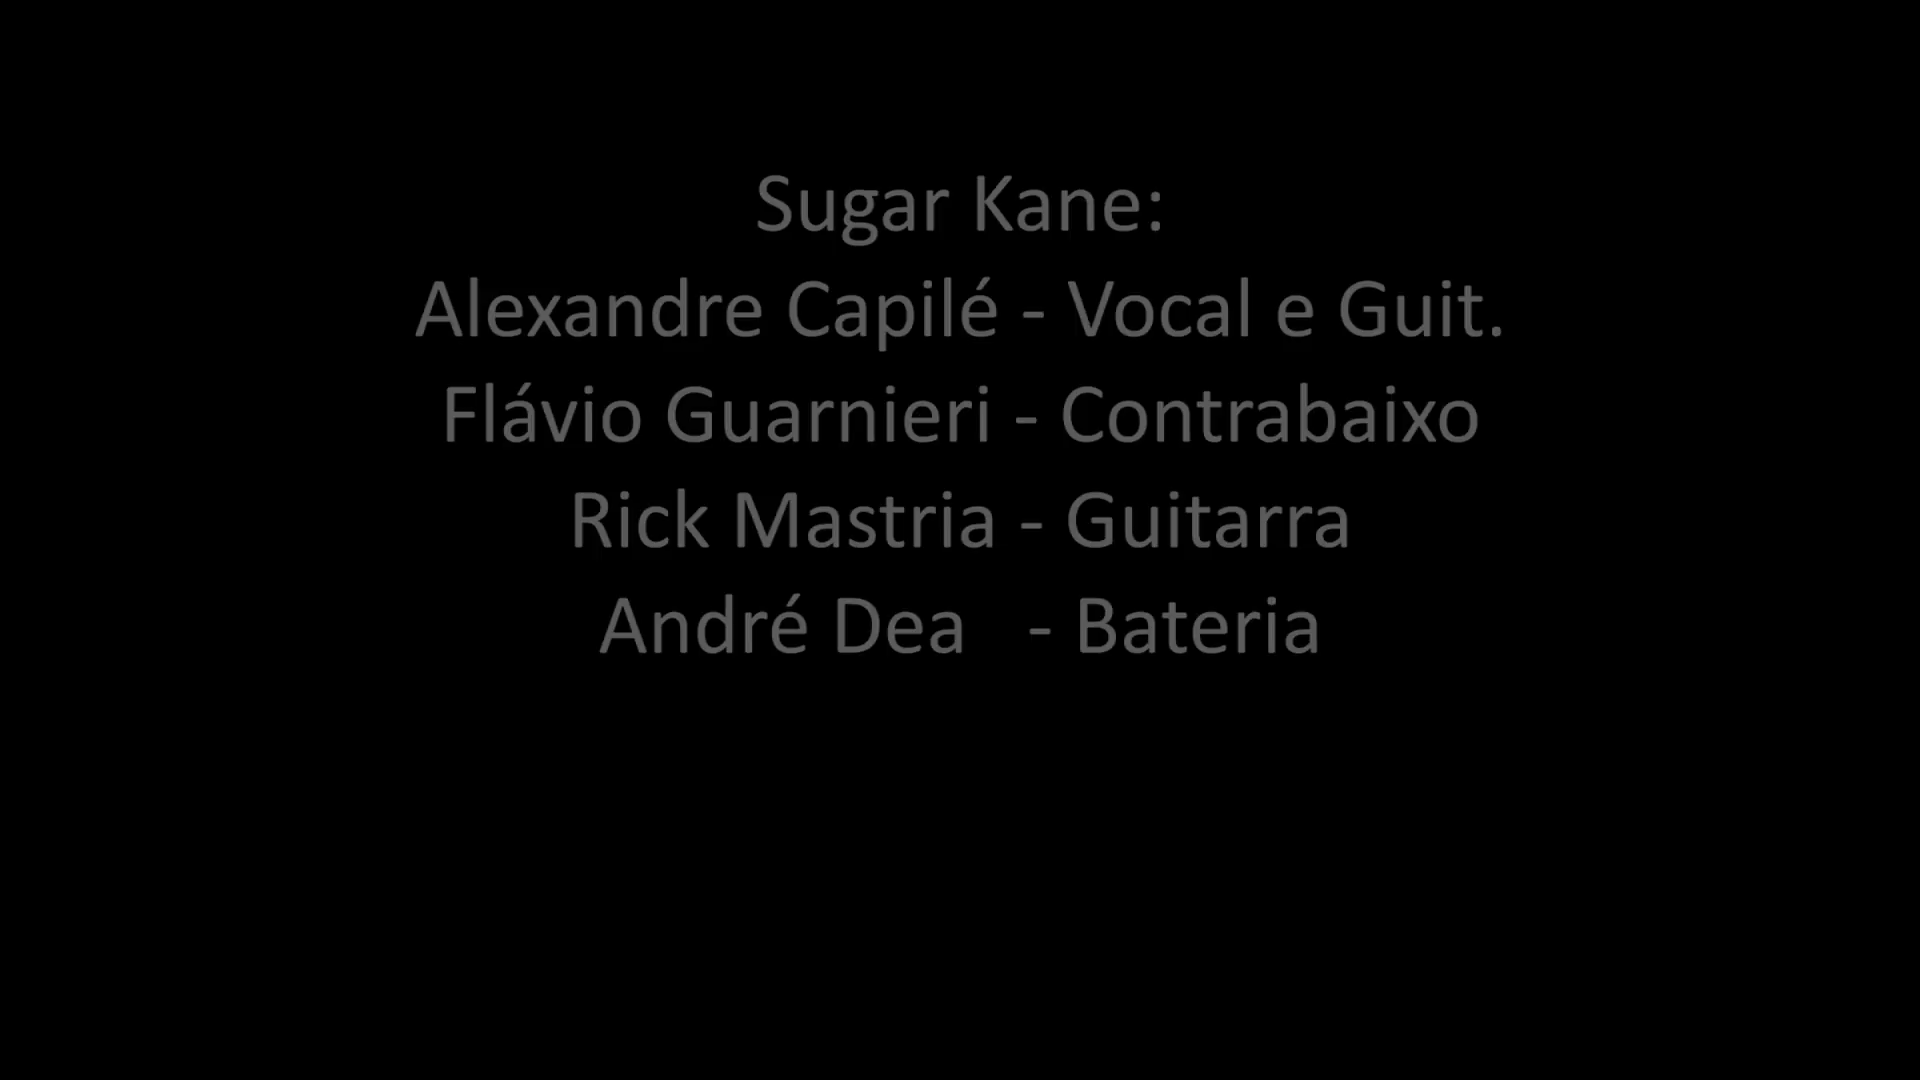 Sugar Kane:
Alexandre Capilé - Vocal e Guit.
Flávio Guarnieri - Contrabaixo
Rick Mastria - Guitarra
André Dea   - Bateria